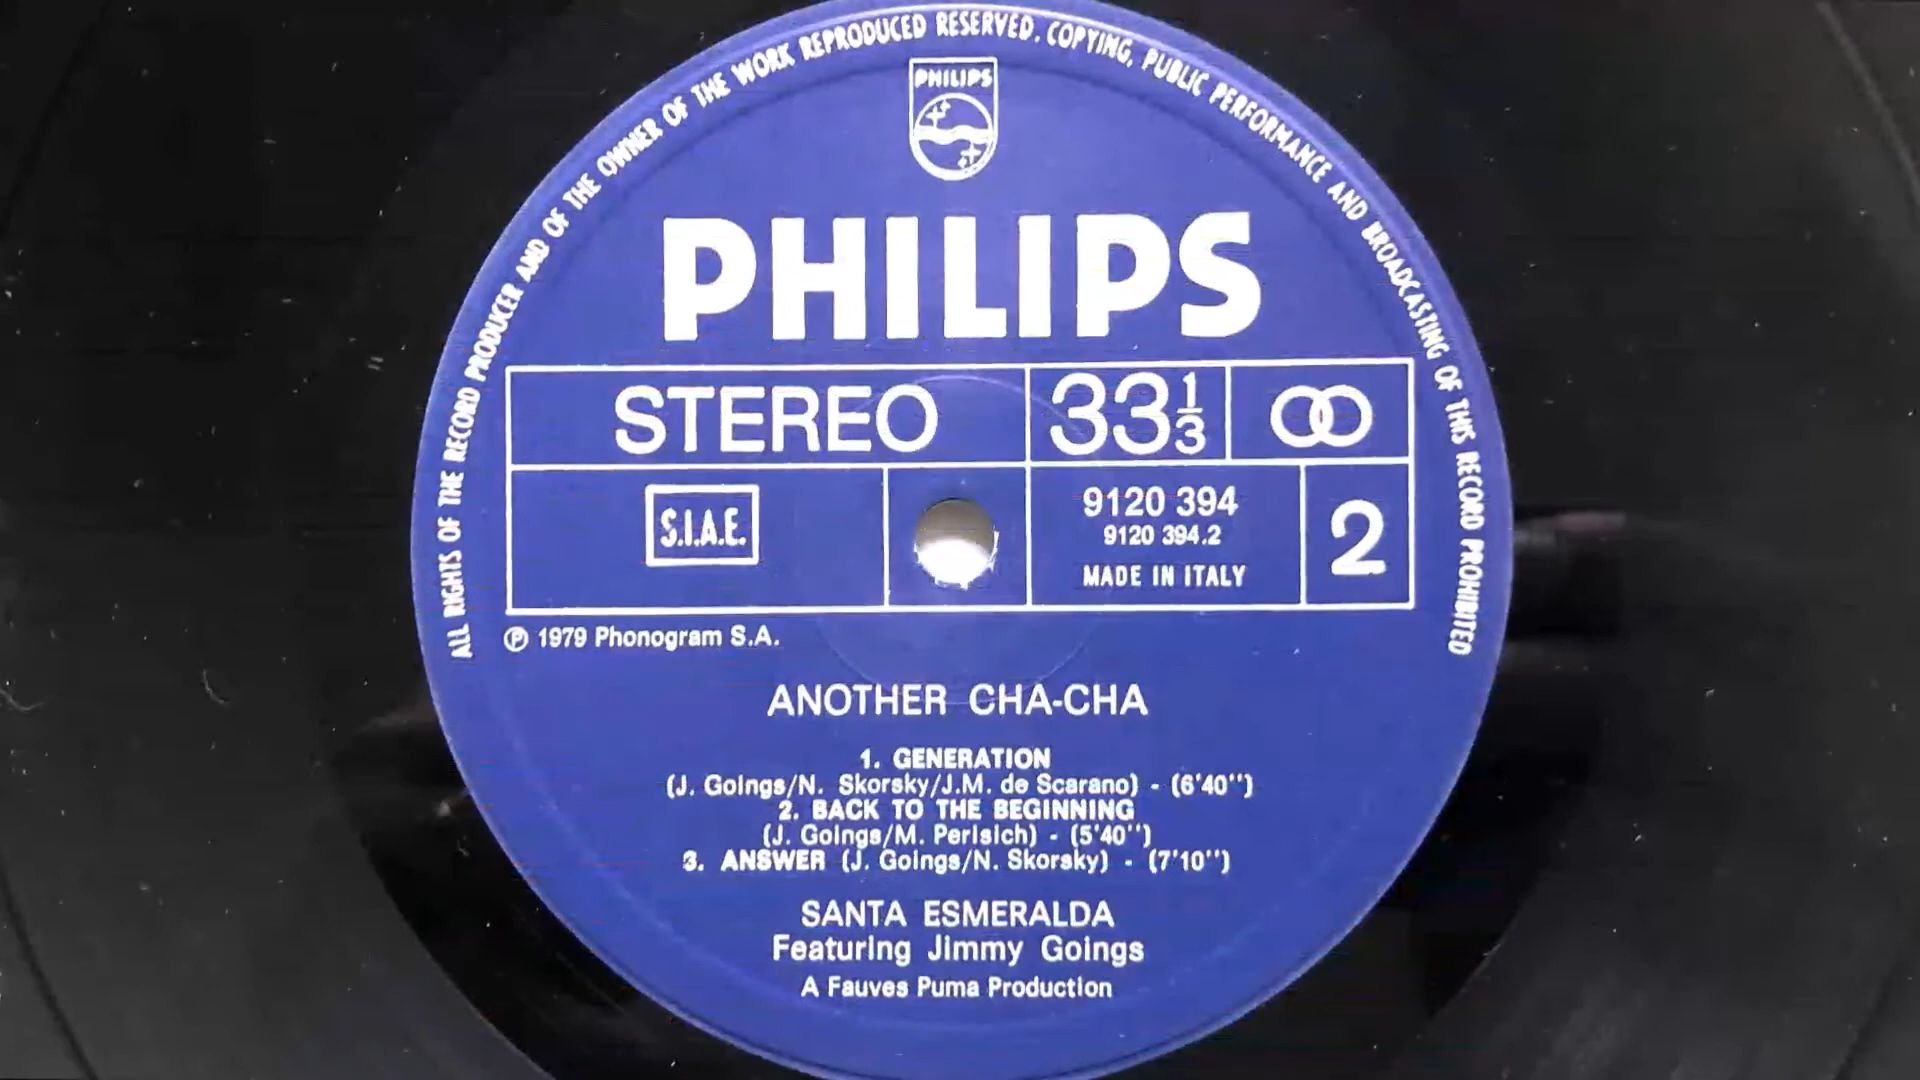 ALL RIGHTS OF THE RECORD PRODUCER AND OF THE OWNER OF THE WORK REPRODUCED RESERVED. COPYING, PUBLIC PERFORMANCE AND BROADCASTING OF THIS RECORD PROHIBITED
PHILIPS
PHILIPS
STEREO 33 1/3
S.I.A.E. 9120 394 2
9120 394.2
MADE IN ITALY
Ⓟ 1979 Phonogram S.A.
ANOTHER CHA-CHA
1. GENERATION
(J. Goings/N. Skorsky/J.M. de Scarano) - (6'40'')
2. BACK TO THE BEGINNING
(J. Goings/M. Perisich) - (5'40'')
3. ANSWER (J. Goings/N. Skorsky) - (7'10'')
SANTA ESMERALDA
Featuring Jimmy Goings
A Fauves Puma Production